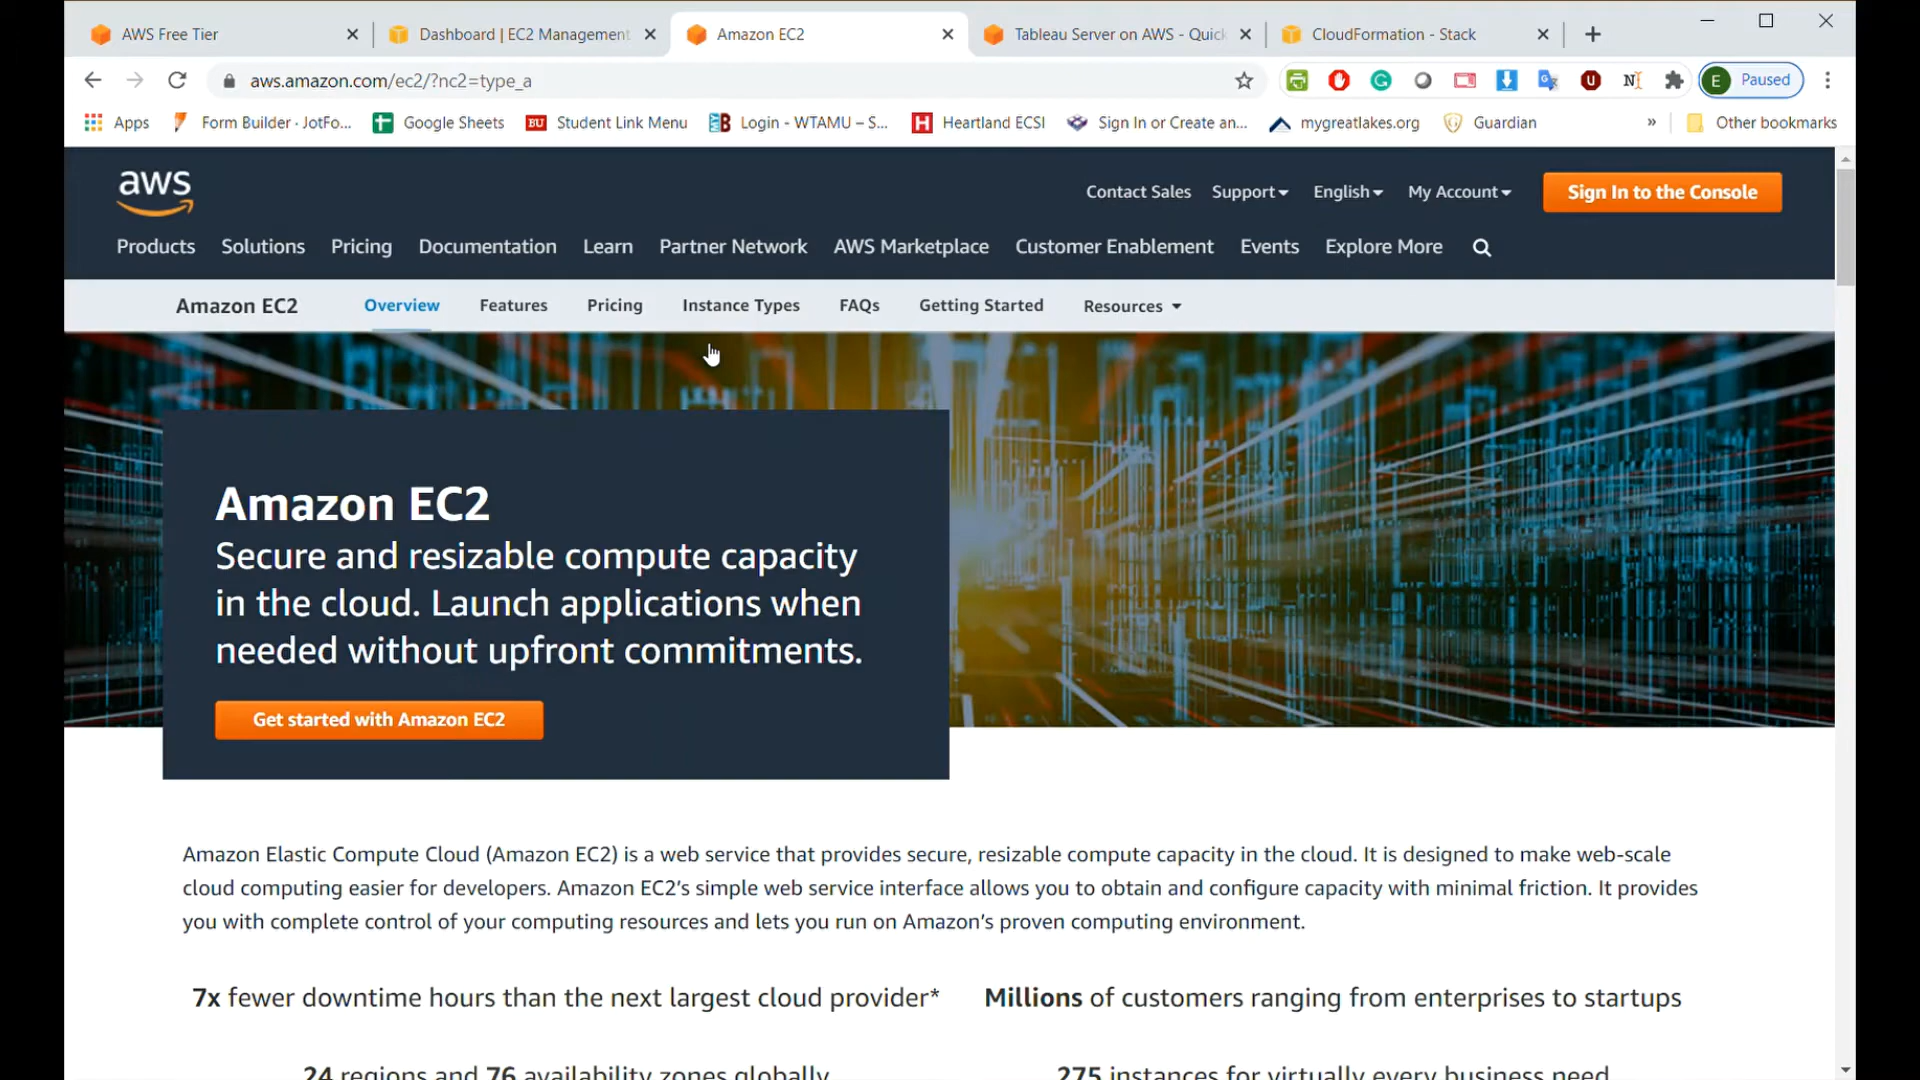 AWS Free Tier
Dashboard | EC2 Management
Amazon EC2
Tableau Server on AWS - Quick
CloudFormation - Stack
aws.amazon.com/ec2/?nc2=type_a
E Paused
Apps
Form Builder · JotFo...
Google Sheets
BU Student Link Menu
Login - WTAMU – S...
H Heartland ECSI
Sign In or Create an...
mygreatlakes.org
Guardian
»
Other bookmarks
aws
Contact Sales Support English My Account Sign In to the Console
Products Solutions Pricing Documentation Learn Partner Network AWS Marketplace Customer Enablement Events Explore More
Amazon EC2 Overview Features Pricing Instance Types FAQs Getting Started Resources
Amazon EC2
Secure and resizable compute capacity
in the cloud. Launch applications when
needed without upfront commitments.
Get started with Amazon EC2
Amazon Elastic Compute Cloud (Amazon EC2) is a web service that provides secure, resizable compute capacity in the cloud. It is designed to make web-scale
cloud computing easier for developers. Amazon EC2's simple web service interface allows you to obtain and configure capacity with minimal friction. It provides
you with complete control of your computing resources and lets you run on Amazon's proven computing environment.
7x fewer downtime hours than the next largest cloud provider*
Millions of customers ranging from enterprises to startups
24 regions and 76 availability zones globally
275 instances for virtually every business need